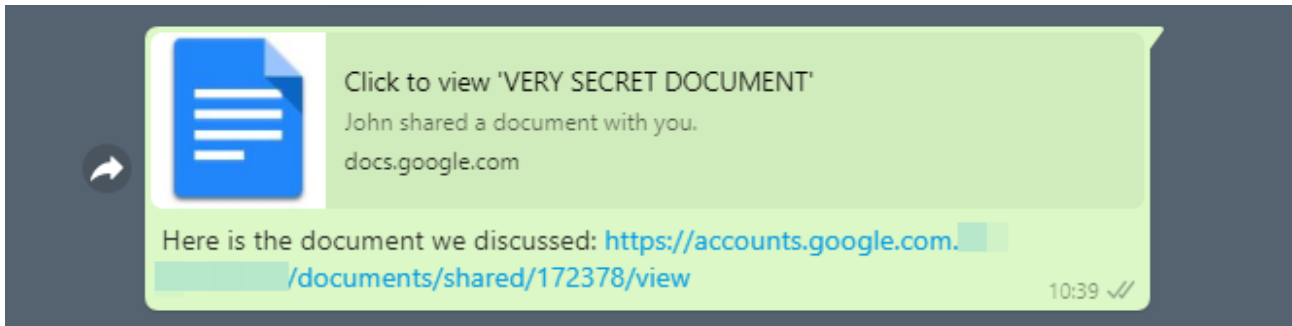 Click to view 'VERY SECRET DOCUMENT'
John shared a document with you.
docs.google.com
Here is the document we discussed: https://accounts.google.com.
/documents/shared/172378/view
10:39